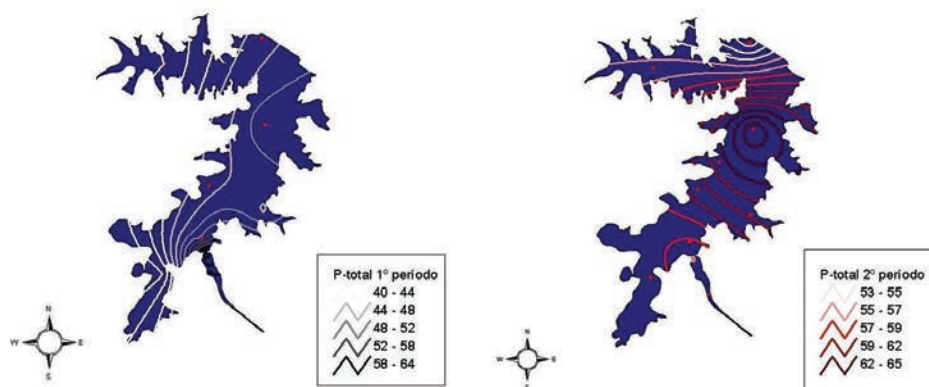 P-total 1º período
40 - 44
44 - 48
48 - 52
52 - 58
58 - 64
N
W E
S
P-total 2º período
53 - 55
55 - 57
57 - 59
59 - 62
62 - 65
N
W E